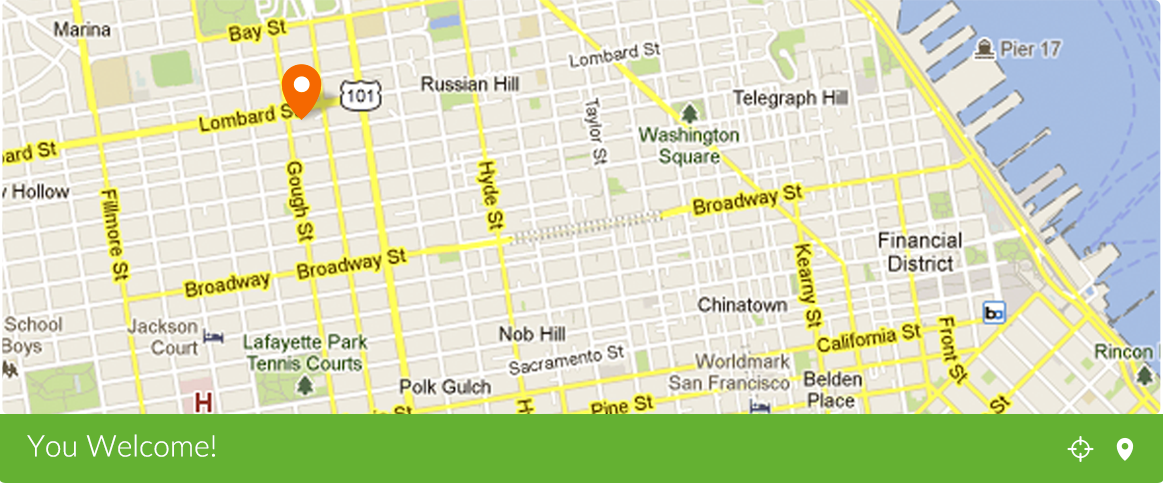 Marina
Bay St
Lombard St
Pier 17
Russian Hill
101
Telegraph Hill
Lombard St
Washington
Square
Taylor St
ard St
Hollow
Fillmore St
Gough St
Hyde St
Broadway St
Financial
District
Broadway
Broadway St
Kearny St
Chinatown
School
Boys
Jackson
Court
Lafayette Park
Tennis Courts
Nob Hill
Sacramento St
California St
Front St
Rincon
Worldmark
San Francisco
Belden
Place
Polk Gulch
H
Pine St
St
You Welcome!